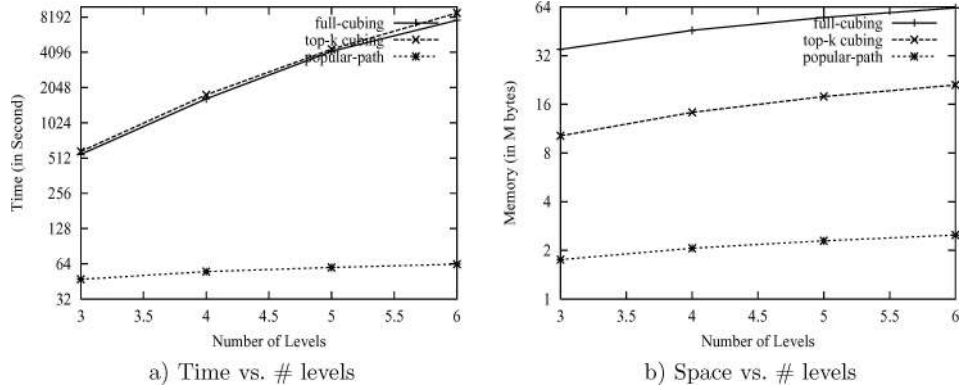 8192
4096
2048
1024
512
256
128
64
32
Time (in Second)
full-cubing
top-k cubing
popular-path
3 3.5 4 4.5 5 5.5 6
Number of Levels
a) Time vs. # levels
64
32
16
8
4
2
1
Memory (in M bytes)
full-cubing
top-k cubing
popular-path
3 3.5 4 4.5 5 5.5 6
Number of Levels
b) Space vs. # levels